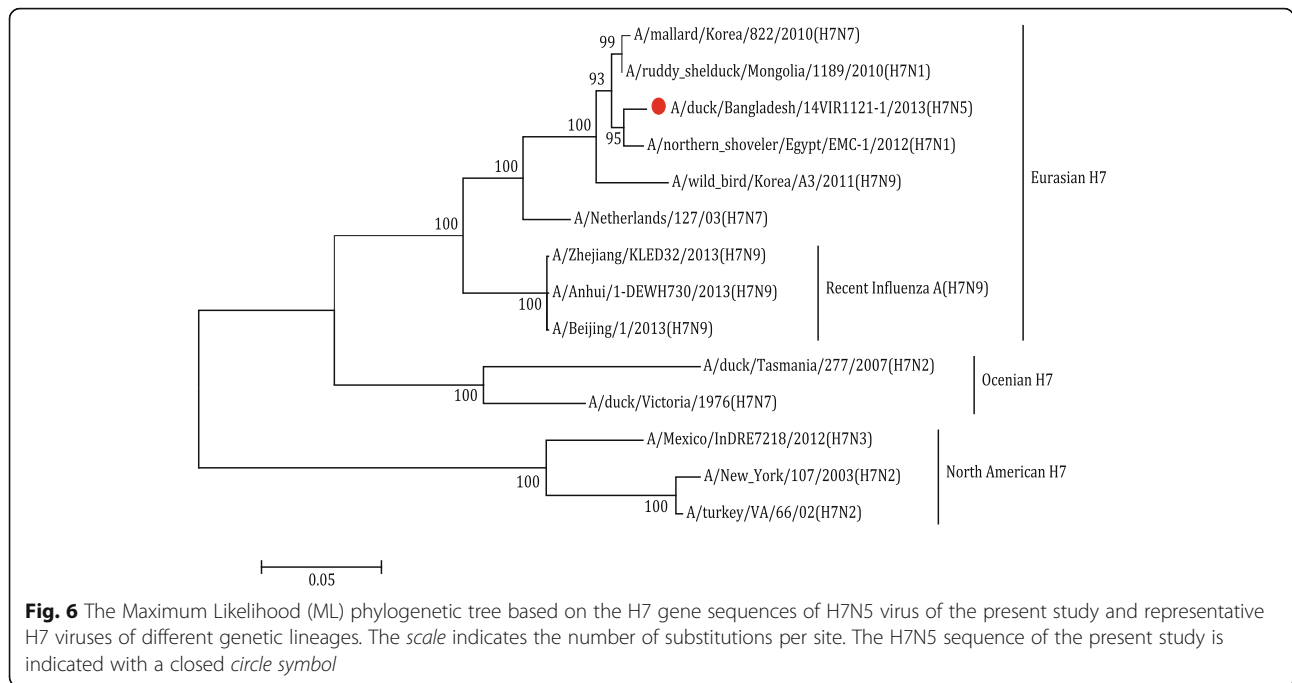 99
A/mallard/Korea/822/2010(H7N7)
A/ruddy_shelduck/Mongolia/1189/2010(H7N1)
93
A/duck/Bangladesh/14VIR1121-1/2013(H7N5)
100
95
A/northern_shoveler/Egypt/EMC-1/2012(H7N1)
100
A/wild_bird/Korea/A3/2011(H7N9)
Eurasian H7
100
A/Netherlands/127/03(H7N7)
A/Zhejiang/KLED32/2013(H7N9)
100
A/Anhui/1-DEWH730/2013(H7N9)
Recent Influenza A(H7N9)
A/Beijing/1/2013(H7N9)
A/duck/Tasmania/277/2007(H7N2)
100
Ocenian H7
A/duck/Victoria/1976(H7N7)
A/Mexico/InDRE7218/2012(H7N3)
100
A/New_York/107/2003(H7N2)
North American H7
100
A/turkey/VA/66/02(H7N2)
0.05
Fig. 6 The Maximum Likelihood (ML) phylogenetic tree based on the H7 gene sequences of H7N5 virus of the present study and representative
H7 viruses of different genetic lineages. The scale indicates the number of substitutions per site. The H7N5 sequence of the present study is
indicated with a closed circle symbol